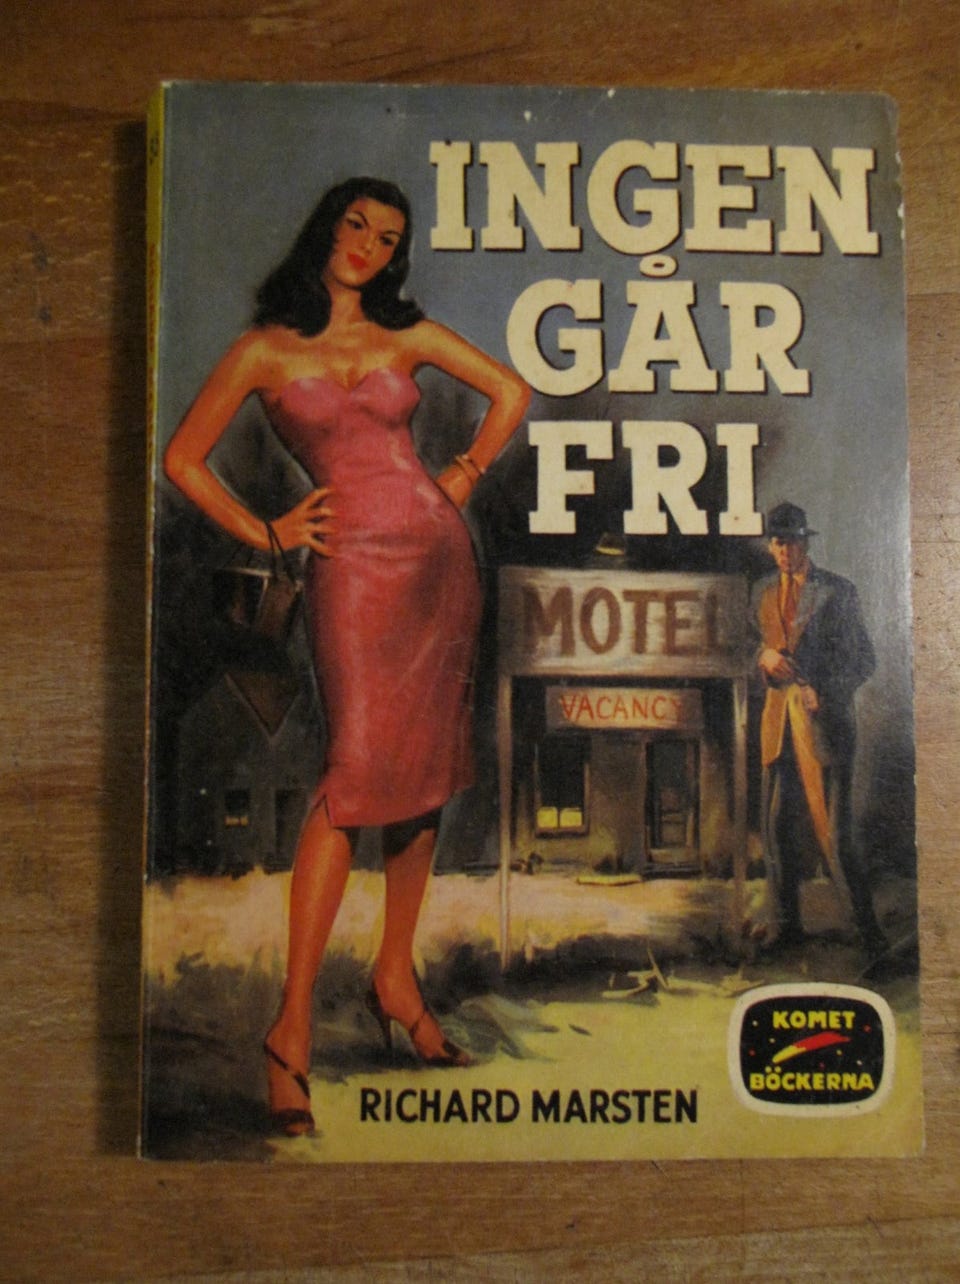 INGEN
GÅR
FRI
MOTEL
VACANCY
KOMET
BÖCKERNA
RICHARD MARSTEN